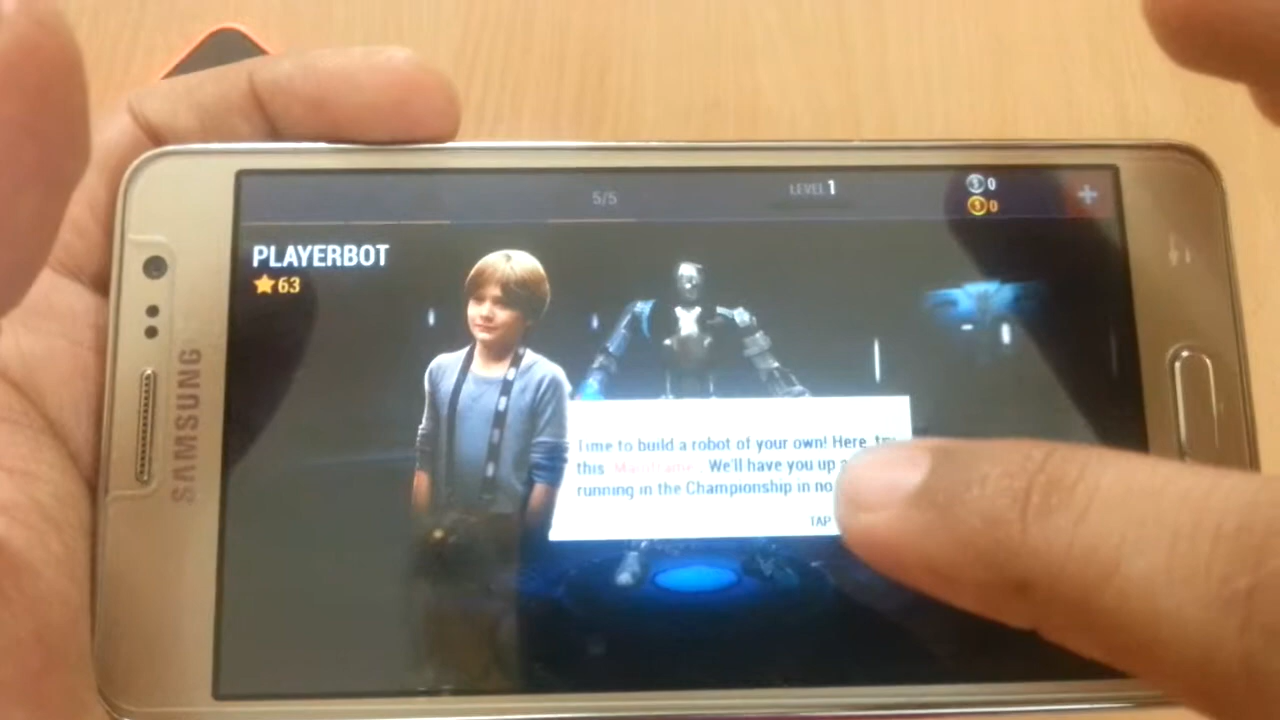 5/5
LEVEL 1
0
0
PLAYERBOT
63
SAMSUNG
Time to build a robot of your own! Here,
this Mainframe. We'll have you up
running in the Championship in no
TAP